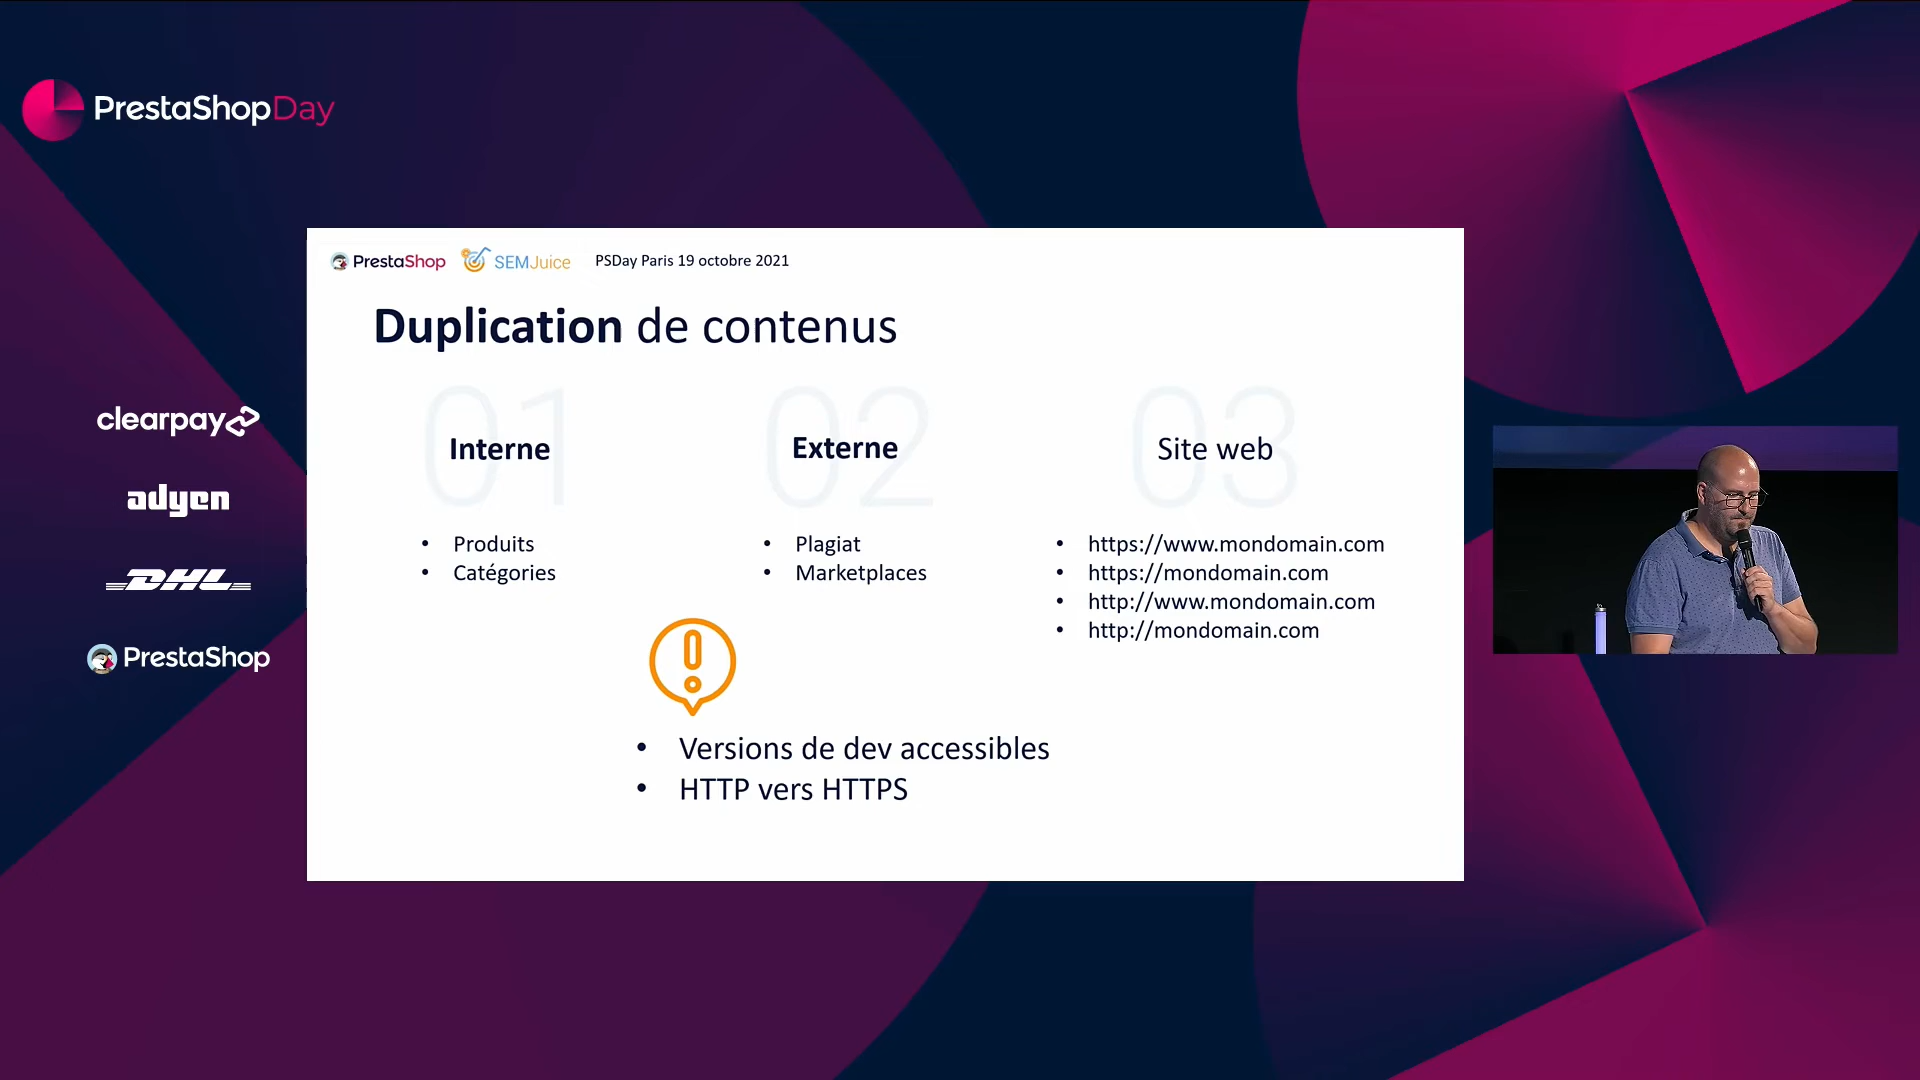 PrestaShopDay
clearpay
adyen
DHL
PrestaShop
PrestaShop SEMJuice PSDay Paris 19 octobre 2021
Duplication de contenus
01
Interne
• Produits
• Catégories
02
Externe
• Plagiat
• Marketplaces
03
Site web
• https://www.mondomain.com
• https://mondomain.com
• http://www.mondomain.com
• http://mondomain.com
• Versions de dev accessibles
• HTTP vers HTTPS